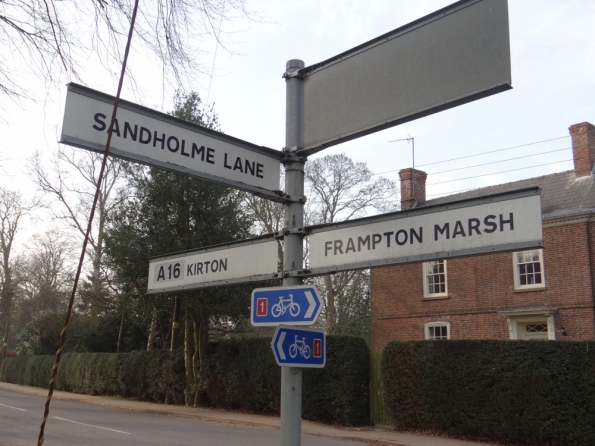 SANDHOLME LANE
FRAMPTON MARSH
A16 KIRTON
1
1